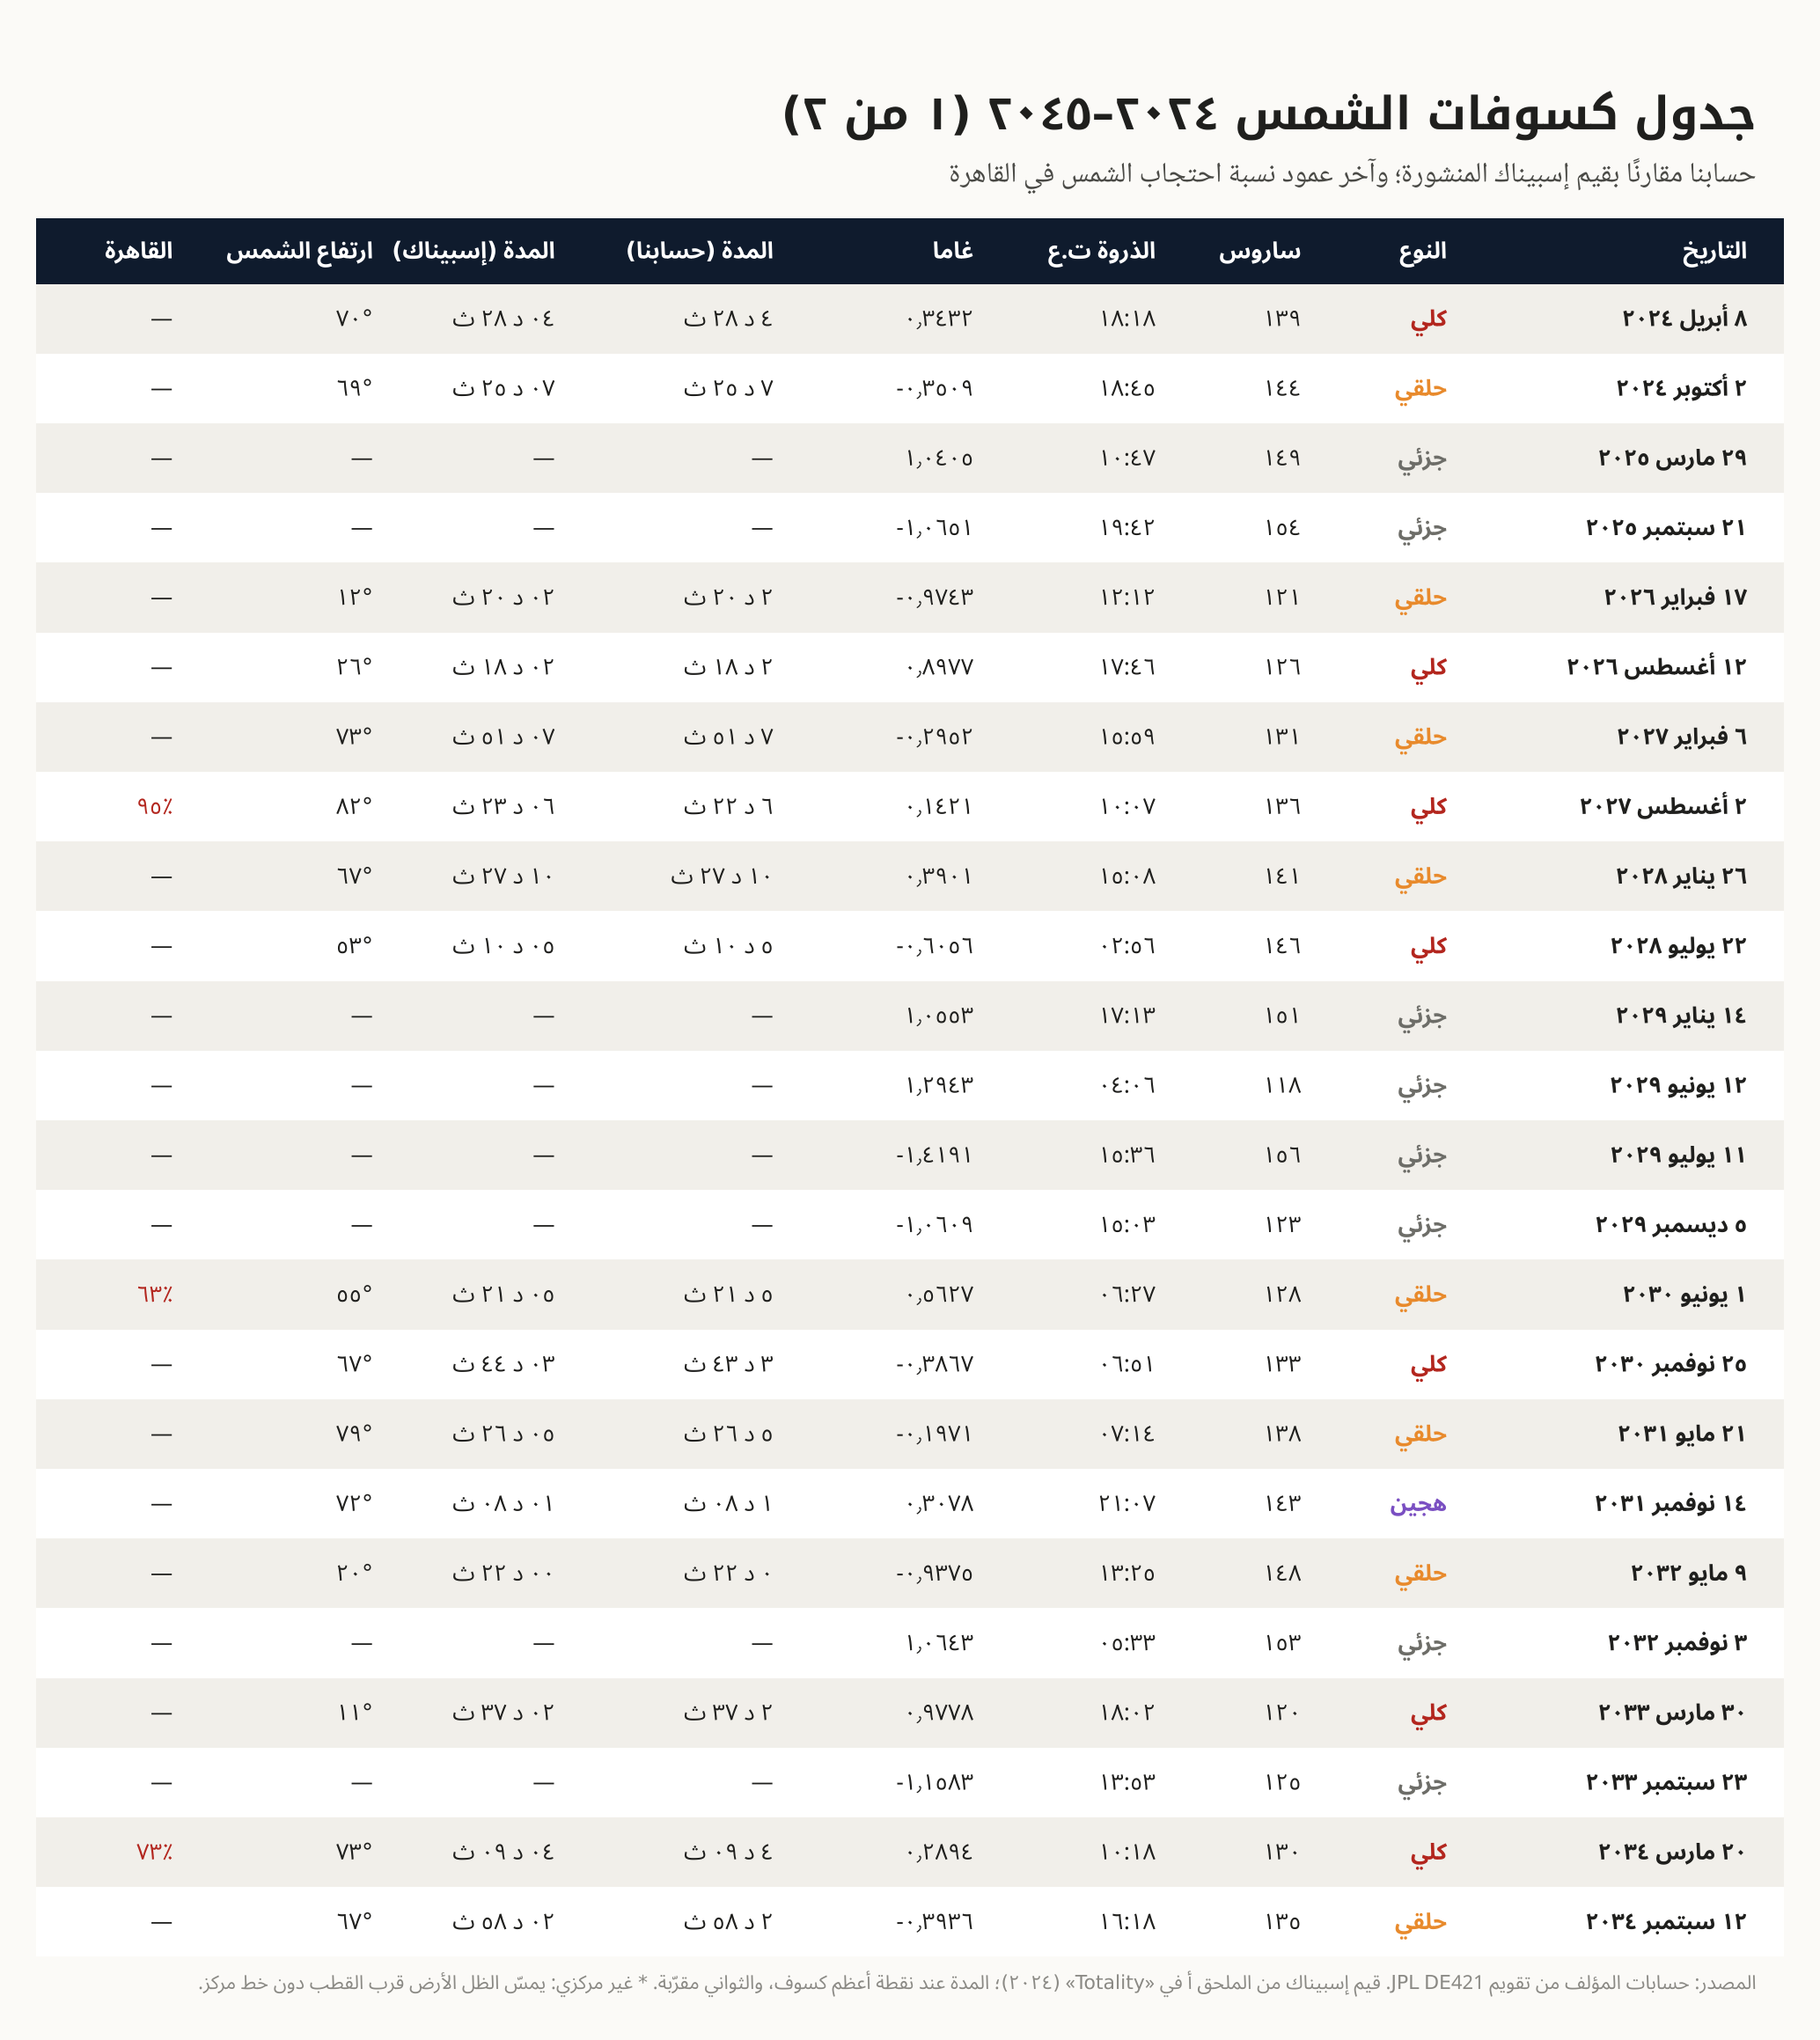 جدول كسوفات الشمس ٢٠٢٤–٢٠٤٥ (١ من ٢)
حسابنا مقارنًا بقيم إسبيناك المنشورة؛ وآخر عمود نسبة احتجاب الشمس في القاهرة
التاريخ النوع ساروس الذروة ت.ع غاما المدة (حسابنا) المدة (إسبيناك) ارتفاع الشمس القاهرة
٨ أبريل ٢٠٢٤ كلي ١٣٩ ١٨:١٨ ٠٫٣٤٣٢ ٤ د ٢٨ ث ٠٤ د ٢٨ ث ٧٠° —
٢ أكتوبر ٢٠٢٤ حلقي ١٤٤ ١٨:٤٥ -٠٫٣٥٠٩ ٧ د ٢٥ ث ٠٧ د ٢٥ ث ٦٩° —
٢٩ مارس ٢٠٢٥ جزئي ١٤٩ ١٠:٤٧ ١٫٠٤٠٥ — — — —
٢١ سبتمبر ٢٠٢٥ جزئي ١٥٤ ١٩:٤٢ -١٫٠٦٥١ — — — —
١٧ فبراير ٢٠٢٦ حلقي ١٢١ ١٢:١٢ -٠٫٩٧٤٣ ٢ د ٢٠ ث ٠٢ د ٢٠ ث ١٢° —
١٢ أغسطس ٢٠٢٦ كلي ١٢٦ ١٧:٤٦ ٠٫٨٩٧٧ ٢ د ١٨ ث ٠٢ د ١٨ ث ٢٦° —
٦ فبراير ٢٠٢٧ حلقي ١٣١ ١٥:٥٩ -٠٫٢٩٥٢ ٧ د ٥١ ث ٠٧ د ٥١ ث ٧٣° —
٢ أغسطس ٢٠٢٧ كلي ١٣٦ ١٠:٠٧ ٠٫١٤٢١ ٦ د ٢٢ ث ٠٦ د ٢٣ ث ٨٢° ٩٥٪
٢٦ يناير ٢٠٢٨ حلقي ١٤١ ١٥:٠٨ ٠٫٣٩٠١ ١٠ د ٢٧ ث ١٠ د ٢٧ ث ٦٧° —
٢٢ يوليو ٢٠٢٨ كلي ١٤٦ ٠٢:٥٦ -٠٫٦٠٥٦ ٥ د ١٠ ث ٠٥ د ١٠ ث ٥٣° —
١٤ يناير ٢٠٢٩ جزئي ١٥١ ١٧:١٣ ١٫٠٥٥٣ — — — —
١٢ يونيو ٢٠٢٩ جزئي ١١٨ ٠٤:٠٦ ١٫٢٩٤٣ — — — —
١١ يوليو ٢٠٢٩ جزئي ١٥٦ ١٥:٣٦ -١٫٤١٩١ — — — —
٥ ديسمبر ٢٠٢٩ جزئي ١٢٣ ١٥:٠٣ -١٫٠٦٠٩ — — — —
١ يونيو ٢٠٣٠ حلقي ١٢٨ ٠٦:٢٧ ٠٫٥٦٢٧ ٥ د ٢١ ث ٠٥ د ٢١ ث ٥٥° ٦٣٪
٢٥ نوفمبر ٢٠٣٠ كلي ١٣٣ ٠٦:٥١ -٠٫٣٨٦٧ ٣ د ٤٣ ث ٠٣ د ٤٤ ث ٦٧° —
٢١ مايو ٢٠٣١ حلقي ١٣٨ ٠٧:١٤ -٠٫١٩٧١ ٥ د ٢٦ ث ٠٥ د ٢٦ ث ٧٩° —
١٤ نوفمبر ٢٠٣١ هجين ١٤٣ ٢١:٠٧ ٠٫٣٠٧٨ ١ د ٠٨ ث ٠١ د ٠٨ ث ٧٢° —
٩ مايو ٢٠٣٢ حلقي ١٤٨ ١٣:٢٥ -٠٫٩٣٧٥ ٠ د ٢٢ ث ٠٠ د ٢٢ ث ٢٠° —
٣ نوفمبر ٢٠٣٢ جزئي ١٥٣ ٠٥:٣٣ ١٫٠٦٤٣ — — — —
٣٠ مارس ٢٠٣٣ كلي ١٢٠ ١٨:٠٢ ٠٫٩٧٧٨ ٢ د ٣٧ ث ٠٢ د ٣٧ ث ١١° —
٢٣ سبتمبر ٢٠٣٣ جزئي ١٢٥ ١٣:٥٣ -١٫١٥٨٣ — — — —
٢٠ مارس ٢٠٣٤ كلي ١٣٠ ١٠:١٨ ٠٫٢٨٩٤ ٤ د ٠٩ ث ٠٤ د ٠٩ ث ٧٣° ٧٣٪
١٢ سبتمبر ٢٠٣٤ حلقي ١٣٥ ١٦:١٨ -٠٫٣٩٣٦ ٢ د ٥٨ ث ٠٢ د ٥٨ ث ٦٧° —
المصدر: حسابات المؤلف من تقويم JPL DE421. قيم إسبيناك من الملحق أ في «Totality» (٢٠٢٤)؛ المدة عند نقطة أعظم كسوف، والثواني مقرّبة. * غير مركزي: يمسّ الظل الأرض قرب القطب دون خط مركز.